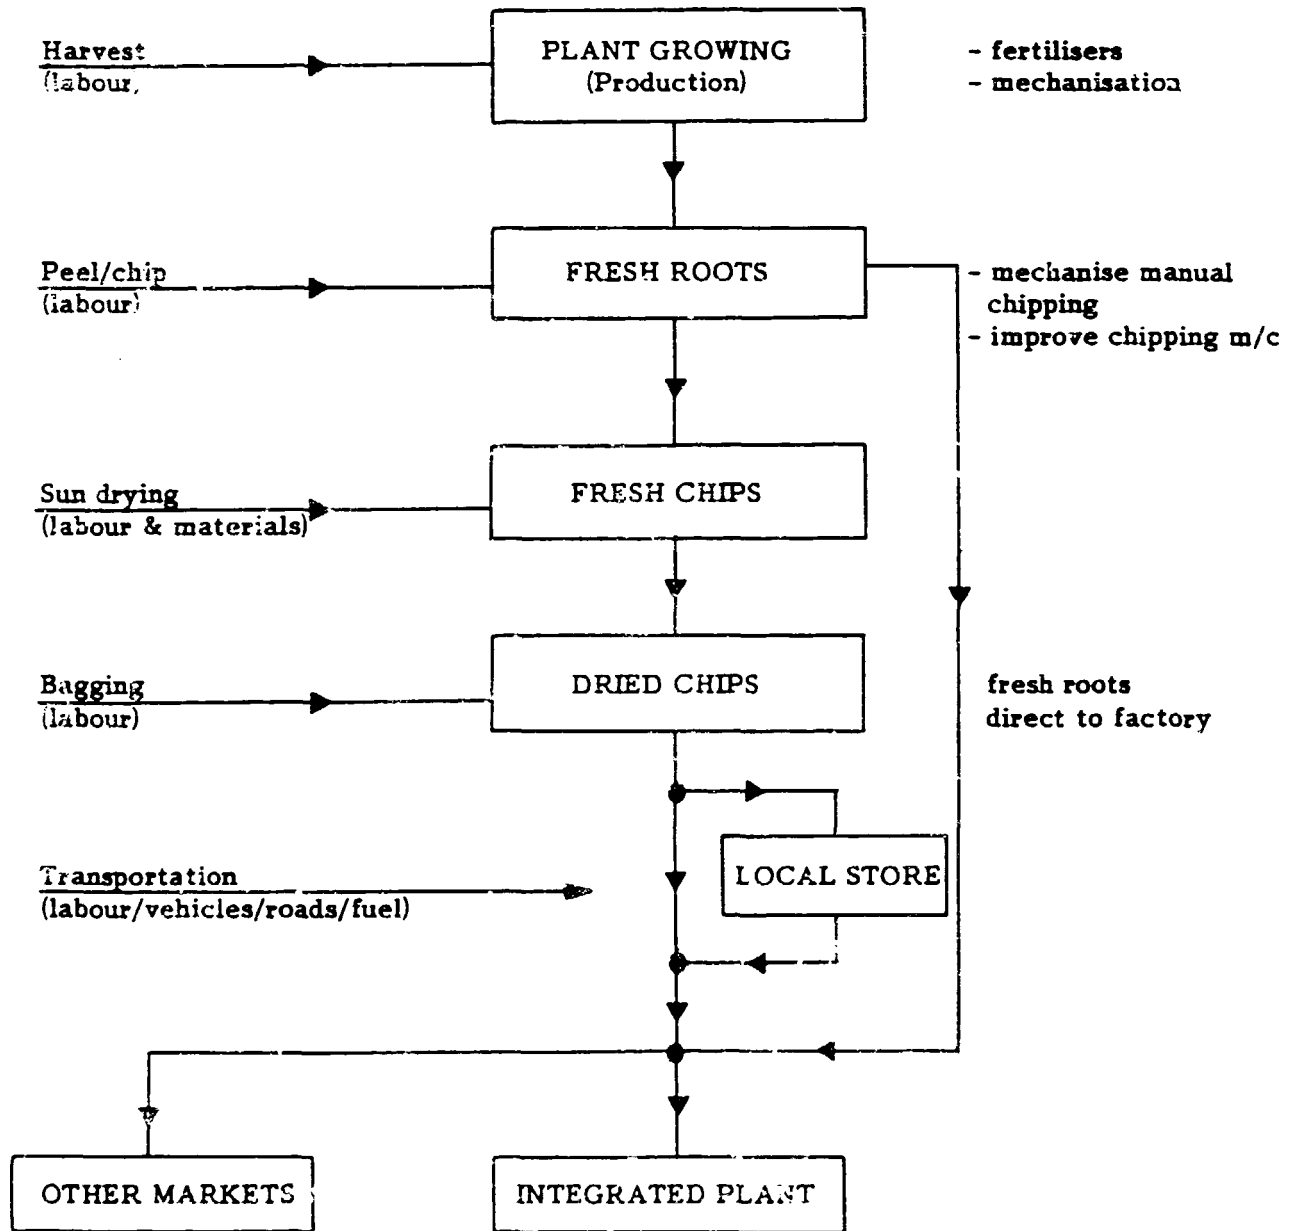 Harvest
(labour,
PLANT GROWING
(Production)
- fertilisers
- mechanisation
Peel/chip
(labour)
FRESH ROOTS
- mechanise manual
chipping
- improve chipping m/c
Sun drying
(labour & materials)
FRESH CHIPS
Bagging
(labour)
DRIED CHIPS
fresh roots
direct to factory
Transportation
(labour/vehicles/roads/fuel)
LOCAL STORE
OTHER MARKETS
INTEGRATED PLANT